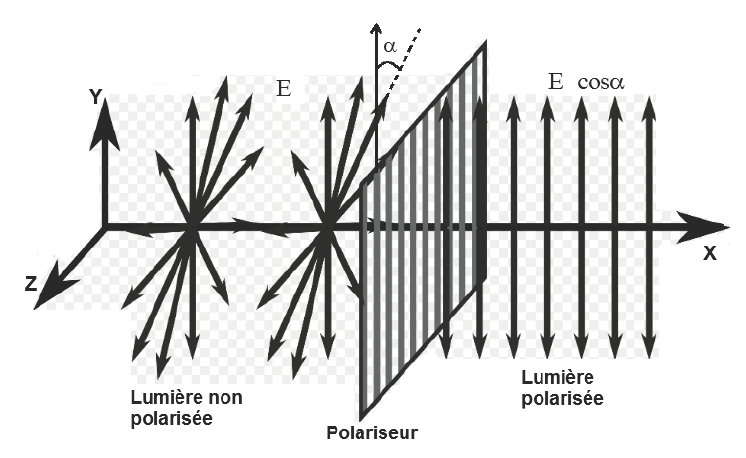 α
E
E cosα
Y
Z
X
Lumière non
polarisée
Lumière
polarisée
Polariseur